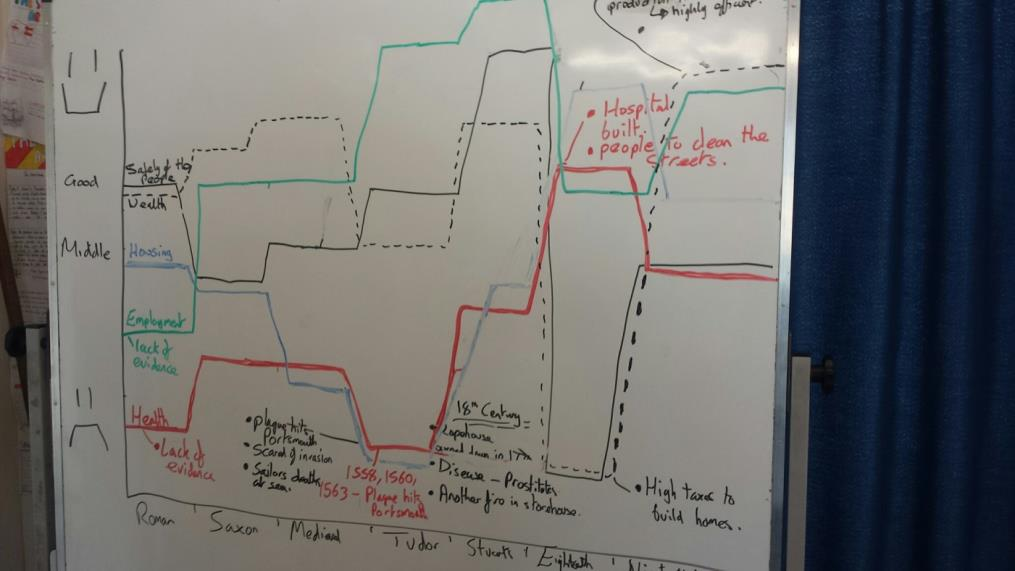 production
↳ highly efficient.
• Hospital
built.
• people to clean the
streets.
Good
Safety of the
people
Wealth
Middle
Housing
Employment
lack of
evidence
Health
• Lack of
evidence
• plague hits
Portsmouth
• Scared of invasion
• Sailors death
at sea.
1558, 1560,
1563 - Plague hits
Portsmouth
18th Century
•
burned down in 17
• Disease - Prostitutes
• Another fire in storehouse.
• High taxes to
build homes.
Roman
Saxon
Medieval
Tudor
Stuarts
Eighteenth